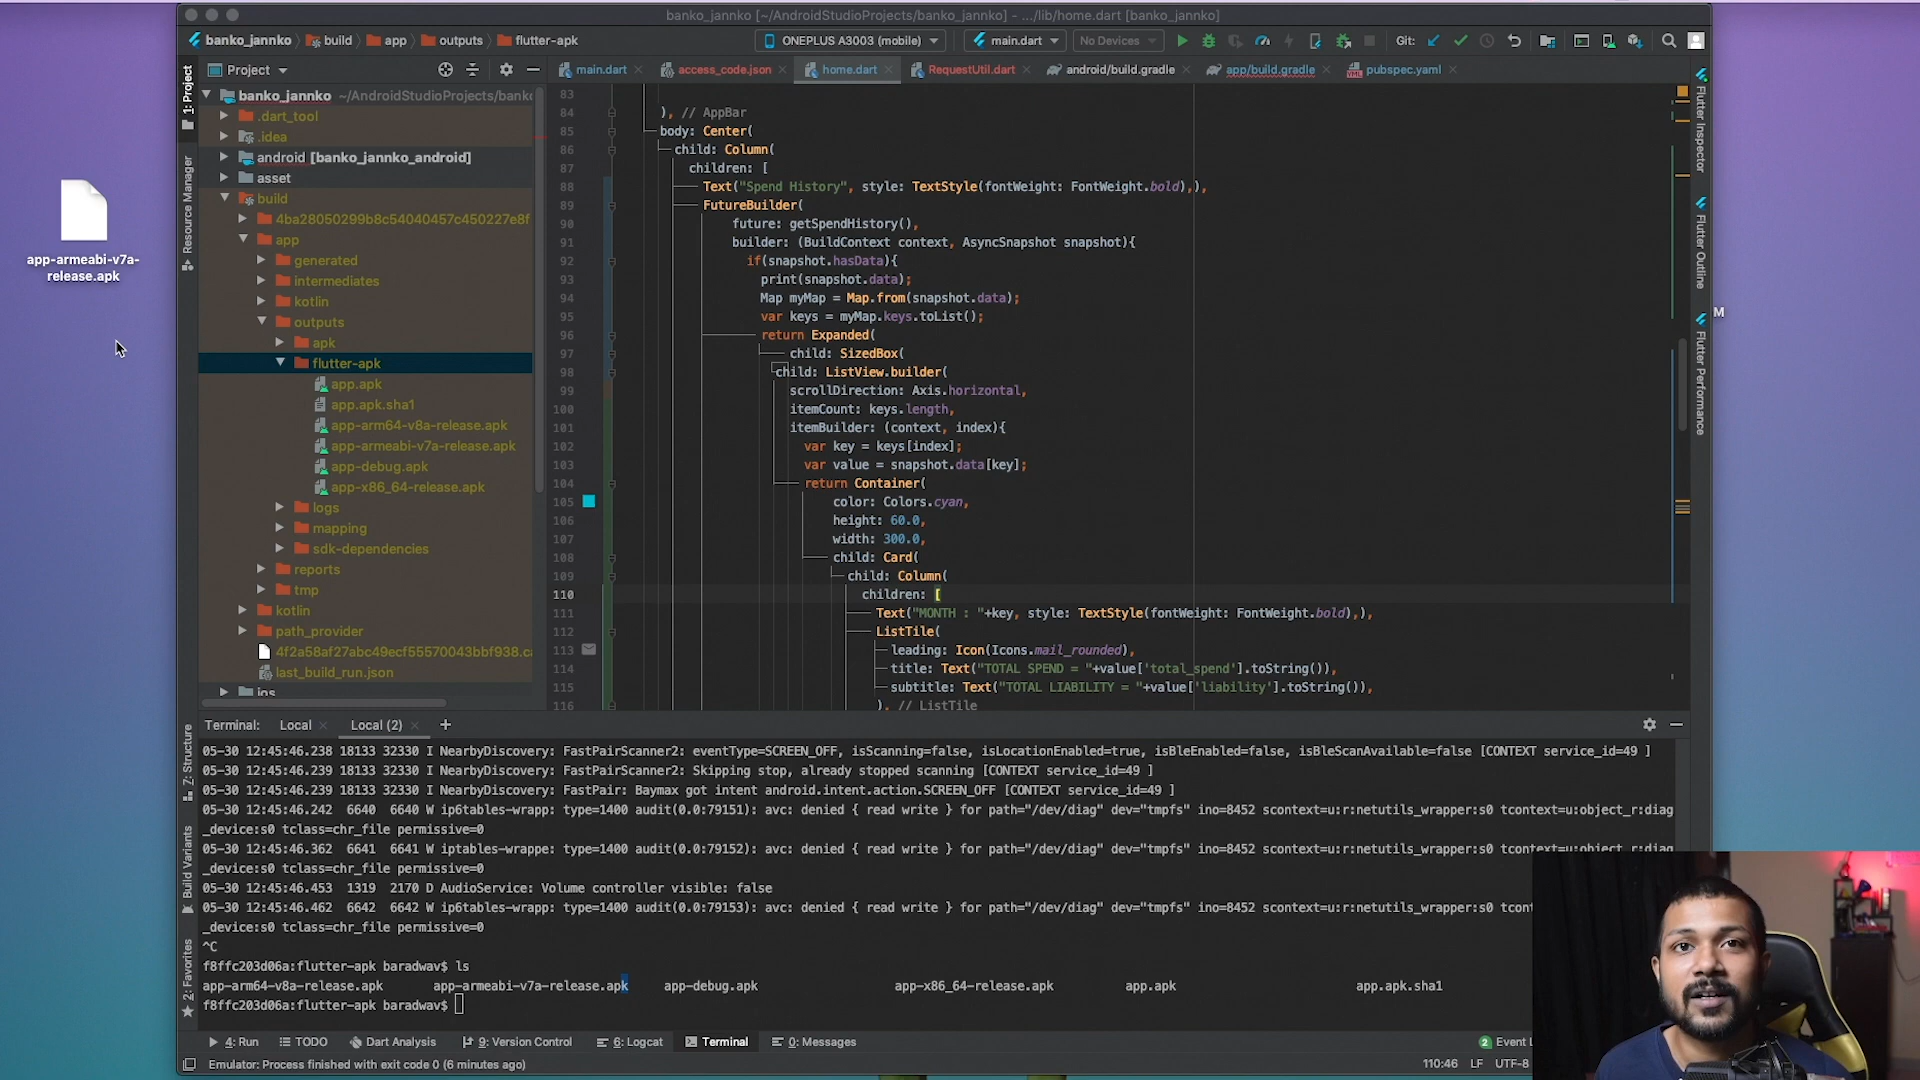 banko_jannko [~/AndroidStudioProjects/banko_jannko] - .../lib/home.dart [banko_jannko]
banko_jannko build app outputs flutter-apk
ONEPLUS A3003 (mobile) main.dart No Devices Git:
Project
main.dart access_code.json home.dart RequestUtil.dart android/build.gradle app/build.gradle pubspec.yaml
1: Project
Resource Manager
Z: Structure
Build Variants
2: Favorites
app-armeabi-v7a-
release.apk
banko_jannko ~/AndroidStudioProjects/bank
.dart_tool
.idea
android [banko_jannko_android]
asset
build
4ba28050299b8c54040457c450227e8f
app
generated
intermediates
kotlin
outputs
apk
flutter-apk
app.apk
app.apk.sha1
app-arm64-v8a-release.apk
app-armeabi-v7a-release.apk
app-debug.apk
app-x86_64-release.apk
logs
mapping
sdk-dependencies
reports
tmp
kotlin
path_provider
4f2a58af27abc49ecf55570043bbf938.ca
last_build_run.json
ios
83
84 ), // AppBar
85 body: Center(
86 child: Column(
87 children: [
88 Text("Spend History", style: TextStyle(fontWeight: FontWeight.bold),),
89 FutureBuilder(
90 future: getSpendHistory(),
91 builder: (BuildContext context, AsyncSnapshot snapshot){
92 if(snapshot.hasData){
93 print(snapshot.data);
94 Map myMap = Map.from(snapshot.data);
95 var keys = myMap.keys.toList();
96 return Expanded(
97 child: SizedBox(
98 child: ListView.builder(
99 scrollDirection: Axis.horizontal,
100 itemCount: keys.length,
101 itemBuilder: (context, index){
102 var key = keys[index];
103 var value = snapshot.data[key];
104 return Container(
105 color: Colors.cyan,
106 height: 60.0,
107 width: 300.0,
108 child: Card(
109 child: Column(
110 children: [
111 Text("MONTH : "+key, style: TextStyle(fontWeight: FontWeight.bold),),
112 ListTile(
113 leading: Icon(Icons.mail_rounded),
114 title: Text("TOTAL SPEND = "+value['total_spend'].toString()),
115 subtitle: Text("TOTAL LIABILITY = "+value['liability'].toString()),
116 ), // ListTile
Flutter Inspector
Flutter Outline
Flutter Performance
M
Terminal: Local Local (2) +
05-30 12:45:46.238 18133 32330 I NearbyDiscovery: FastPairScanner2: eventType=SCREEN_OFF, isScanning=false, isLocationEnabled=true, isBleEnabled=false, isBleScanAvailable=false [CONTEXT service_id=49 ]
05-30 12:45:46.239 18133 32330 I NearbyDiscovery: FastPairScanner2: Skipping stop, already stopped scanning [CONTEXT service_id=49 ]
05-30 12:45:46.239 18133 32330 I NearbyDiscovery: FastPair: Baymax got intent android.intent.action.SCREEN_OFF [CONTEXT service_id=49 ]
05-30 12:45:46.242 6640 6640 W ip6tables-wrapp: type=1400 audit(0.0:79151): avc: denied { read write } for path="/dev/diag" dev="tmpfs" ino=8452 scontext=u:r:netutils_wrapper:s0 tcontext=u:object_r:diag
_device:s0 tclass=chr_file permissive=0
05-30 12:45:46.362 6641 6641 W iptables-wrappe: type=1400 audit(0.0:79152): avc: denied { read write } for path="/dev/diag" dev="tmpfs" ino=8452 scontext=u:r:netutils_wrapper:s0 tcontext=u:object_r:diag
_device:s0 tclass=chr_file permissive=0
05-30 12:45:46.453 1319 2170 D AudioService: Volume controller visible: false
05-30 12:45:46.462 6642 6642 W ip6tables-wrapp: type=1400 audit(0.0:79153): avc: denied { read write } for path="/dev/diag" dev="tmpfs" ino=8452 scontext=u:r:netutils_wrapper:s0 tcont
_device:s0 tclass=chr_file permissive=0
^C
f8ffc203d06a:flutter-apk baradwav$ ls
app-arm64-v8a-release.apk app-armeabi-v7a-release.apk app-debug.apk app-x86_64-release.apk app.apk app.apk.sha1
f8ffc203d06a:flutter-apk baradwav$
4: Run TODO Dart Analysis 9: Version Control 6: Logcat Terminal 0: Messages 2 Event L
Emulator: Process finished with exit code 0 (6 minutes ago) 110:46 LF UTF-8